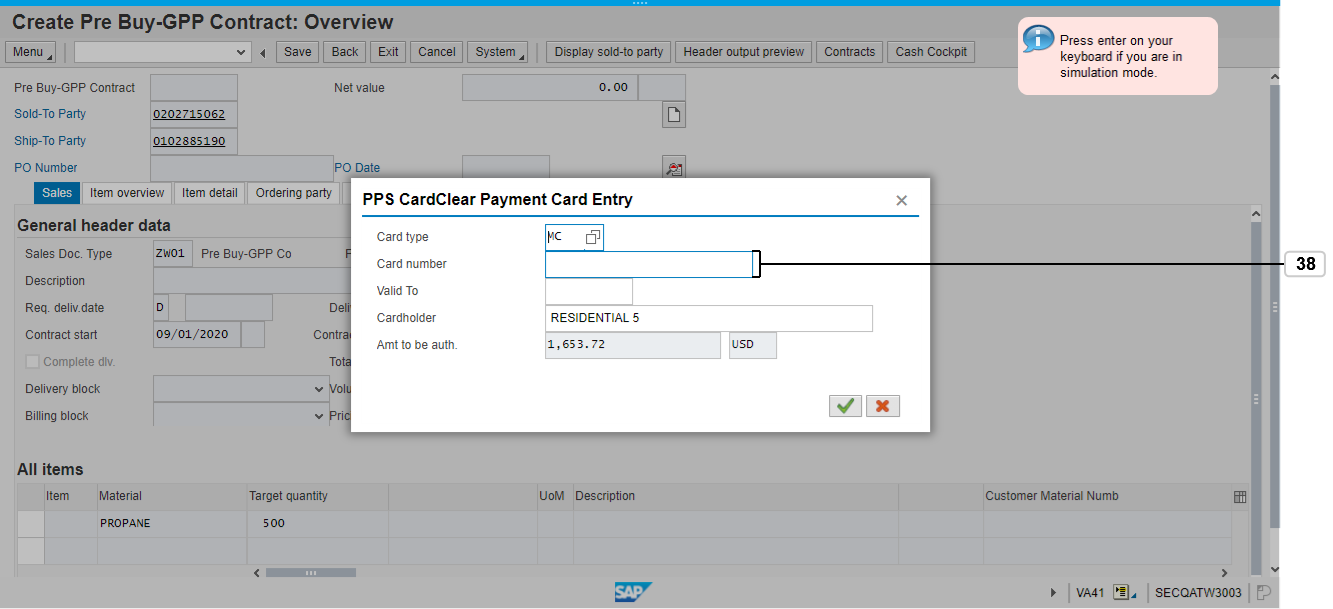 Create Pre Buy-GPP Contract: Overview
Menu Save Back Exit Cancel System Display sold-to party Header output preview Contracts Cash Cockpit
Press enter on your
keyboard if you are in
simulation mode.
Pre Buy-GPP Contract Net value 0.00
Sold-To Party 0202715062
Ship-To Party 0102885190
PO Number PO Date
Sales Item overview Item detail Ordering party
PPS CardClear Payment Card Entry
Card type MC
Card number
38
Valid To
Cardholder RESIDENTIAL 5
Amt to be auth. 1,653.72 USD
General header data
Sales Doc. Type ZW01 Pre Buy-GPP Co
Description
Req. deliv.date D Deli
Contract start 09/01/2020 Contra
Complete dlv. Tota
Delivery block Volu
Billing block Pric
All items
Item Material Target quantity UoM Description Customer Material Numb
PROPANE 500
SAP VA41 SECQATW3003